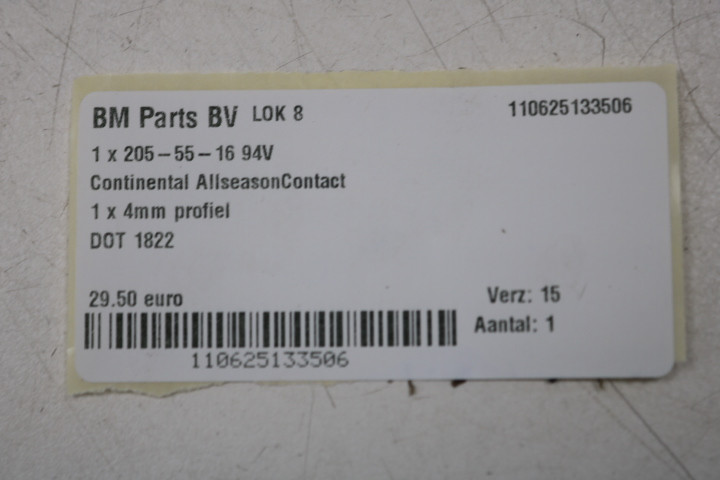 BM Parts BV LOK 8 110625133506
1 x 205-55-16 94V
Continental AllseasonContact
1 x 4mm profiel
DOT 1822
29.50 euro Verz: 15
Aantal: 1
110625133506